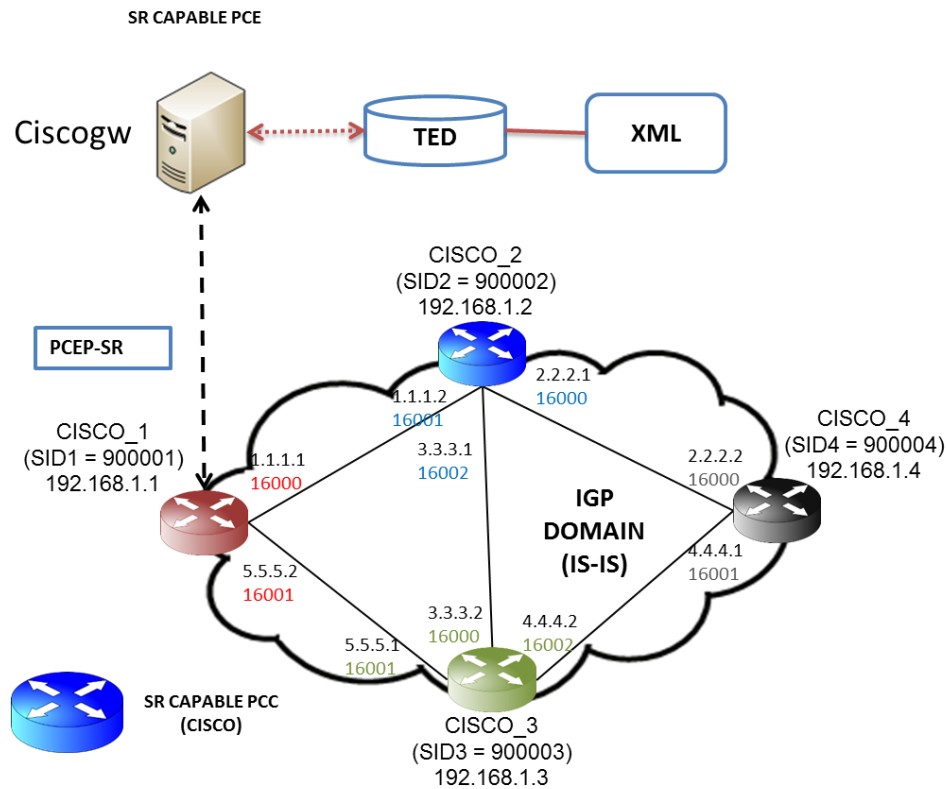 SR CAPABLE PCE
Ciscogw
TED
XML
CISCO_2
(SID2 = 900002)
192.168.1.2
PCEP-SR
2.2.2.1
16000
1.1.1.2
16001
CISCO_4
(SID4 = 900004)
192.168.1.4
CISCO_1
(SID1 = 900001)
192.168.1.1
3.3.3.1
16002
1.1.1.1
16000
2.2.2.2
16000
IGP
DOMAIN
(IS-IS)
4.4.4.1
16001
5.5.5.2
16001
3.3.3.2
16000
4.4.4.2
16002
5.5.5.1
16001
SR CAPABLE PCC
(CISCO)
CISCO_3
(SID3 = 900003)
192.168.1.3